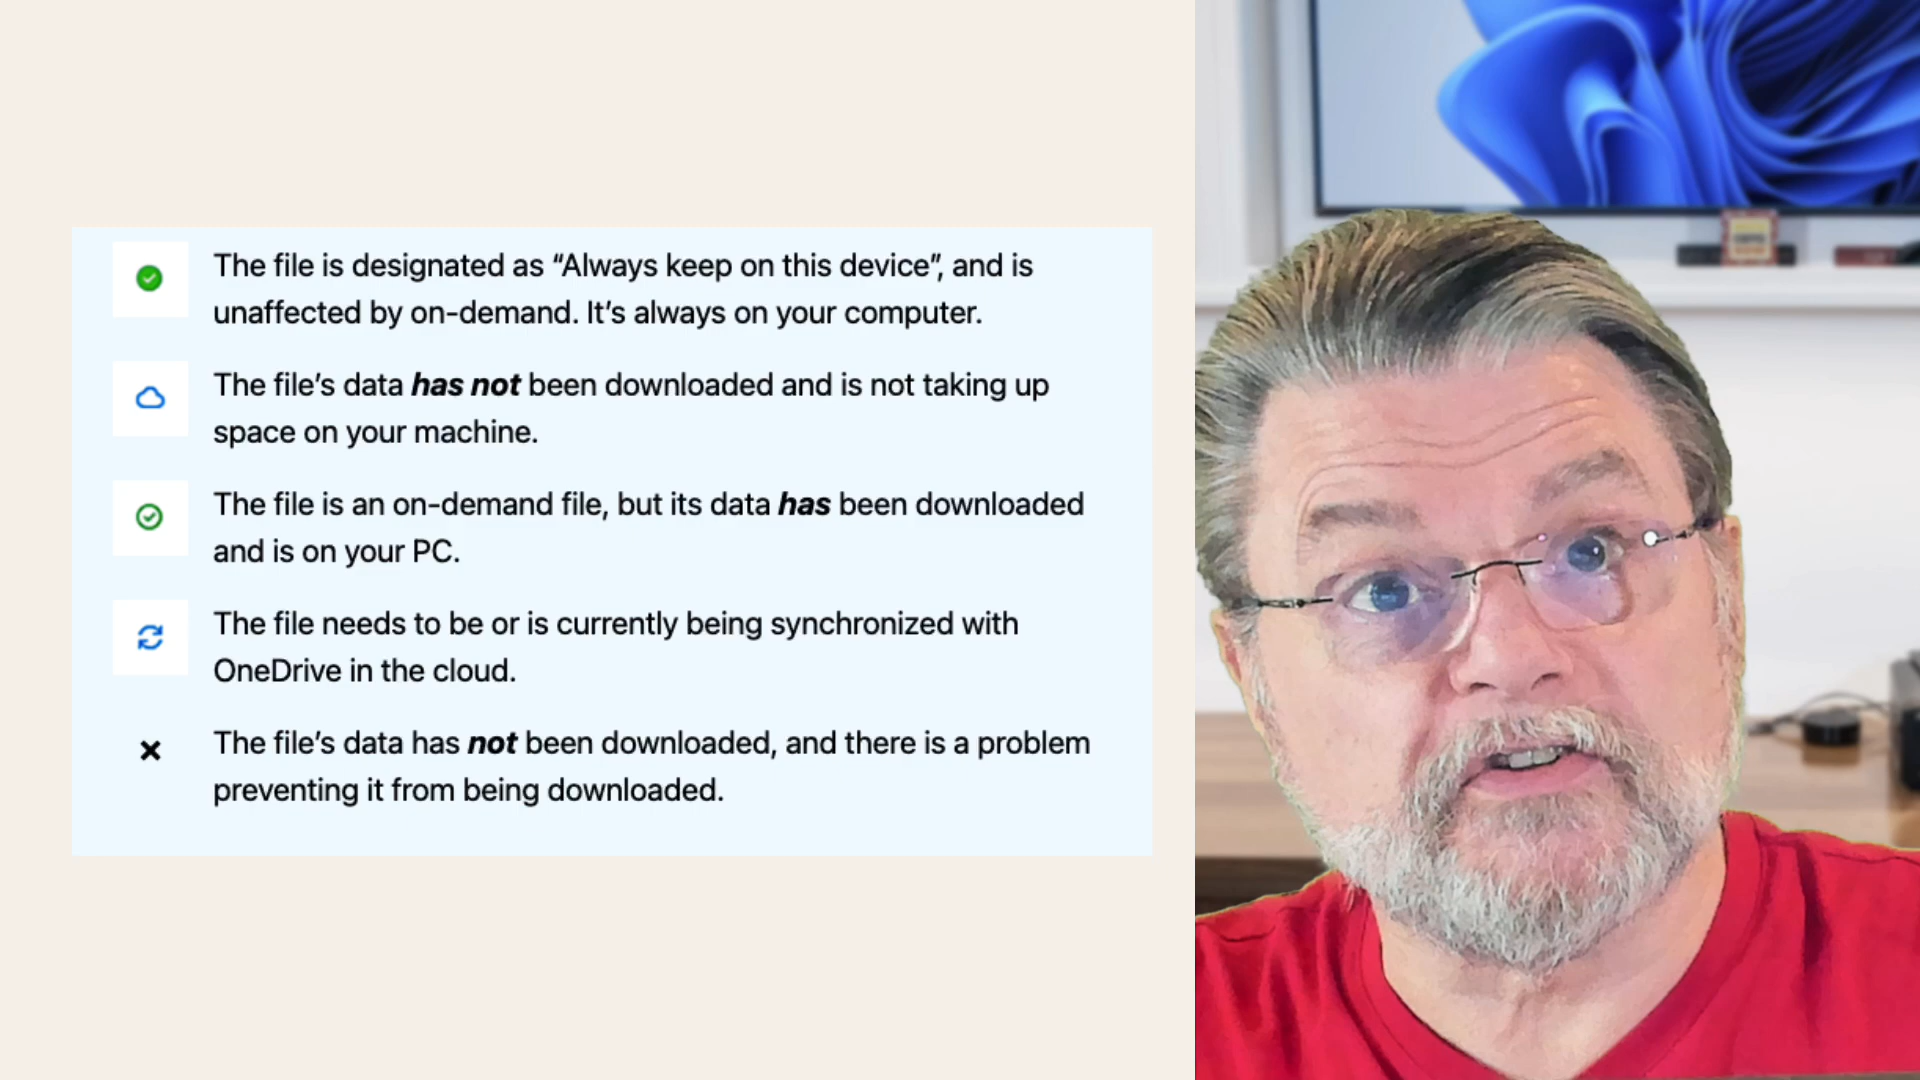 The file is designated as “Always keep on this device”, and is
unaffected by on-demand. It’s always on your computer.
The file’s data has not been downloaded and is not taking up
space on your machine.
The file is an on-demand file, but its data has been downloaded
and is on your PC.
The file needs to be or is currently being synchronized with
OneDrive in the cloud.
The file’s data has not been downloaded, and there is a problem
preventing it from being downloaded.